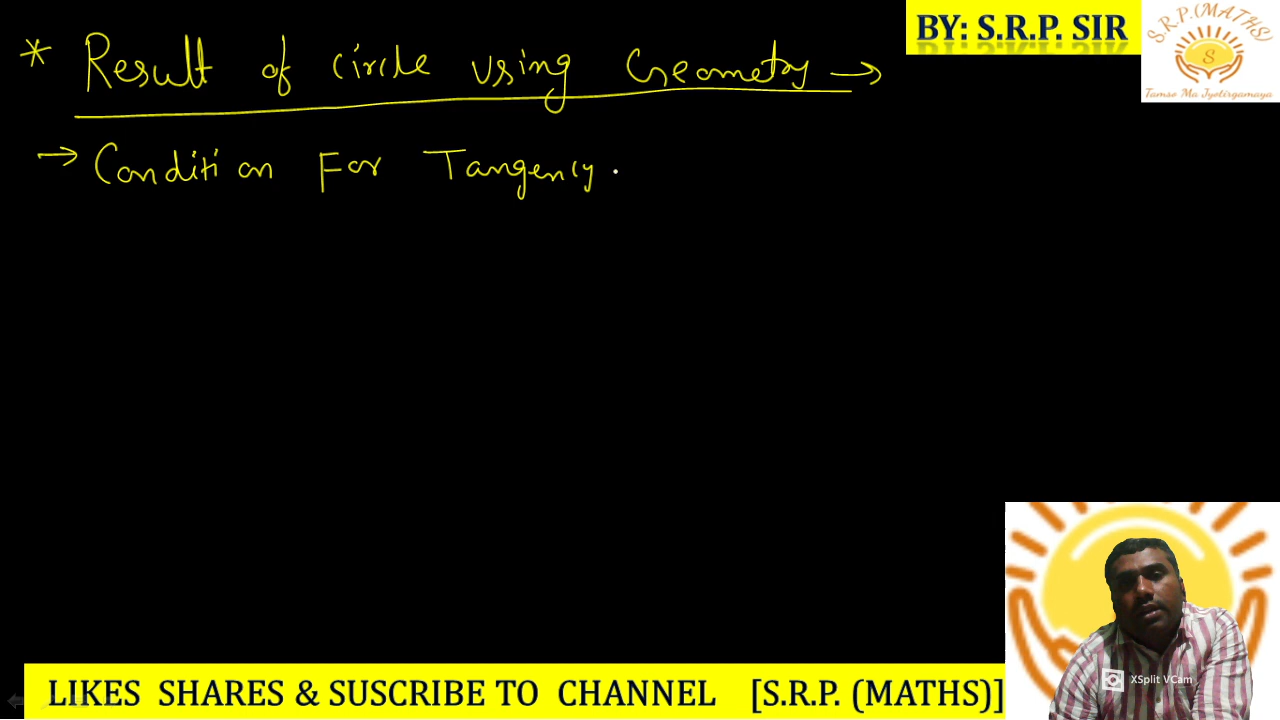 BY: S.R.P. SIR
S.R.P.(MATHS)
S
Tamso Ma Jyotirgamaya
* Result of circle using Geometry →
→ Condition For Tangency.
XSplit VCam
LIKES SHARES & SUSCRIBE TO CHANNEL [S.R.P. (MATHS)]